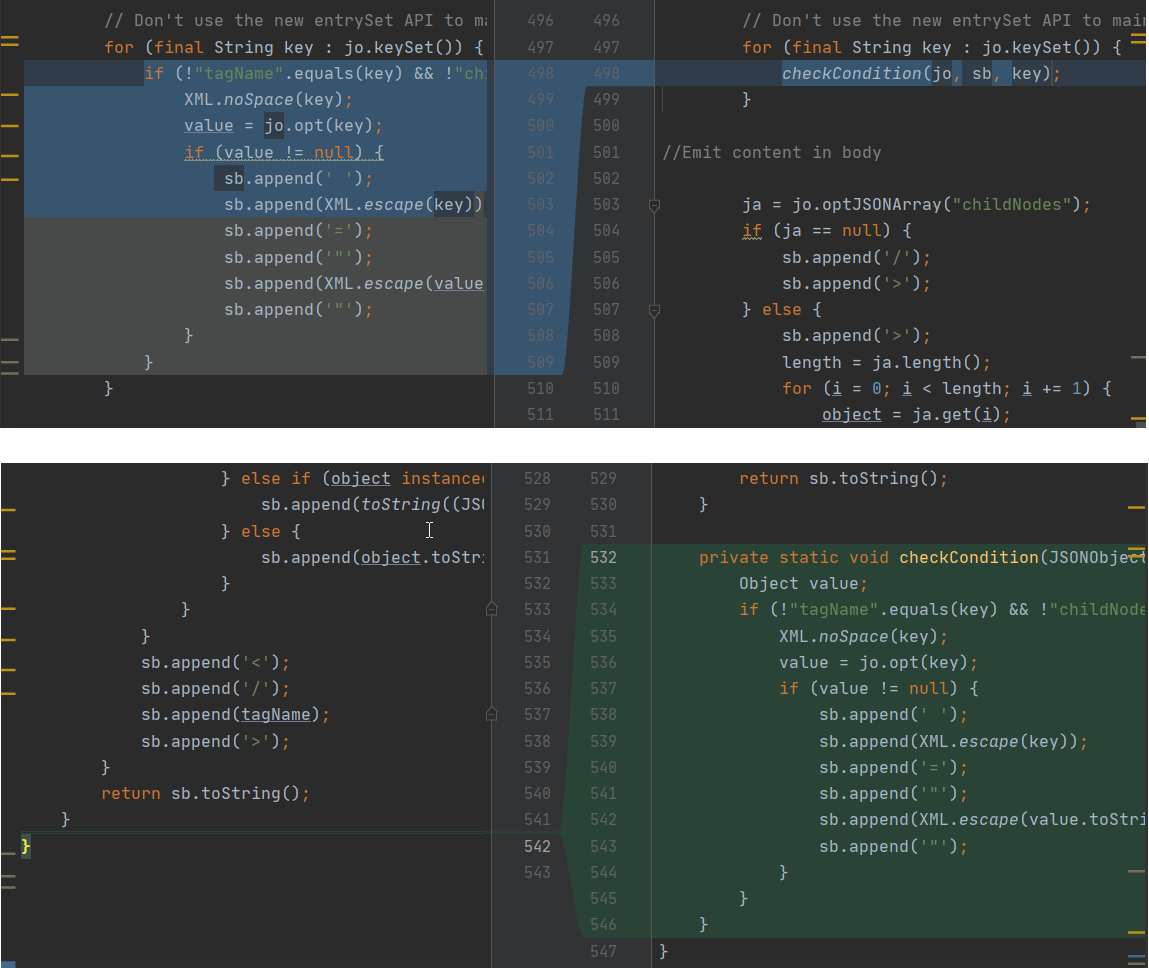 // Don't use the new entrySet API to ma 496
for (final String key : jo.keySet()) { 497
if (!"tagName".equals(key) && !"ch 498
XML.noSpace(key); 499
value = jo.opt(key); 500
if (value != null) { 501
sb.append(' '); 502
sb.append(XML.escape(key)) 503
sb.append('='); 504
sb.append('"'); 505
sb.append(XML.escape(value 506
sb.append('"'); 507
} 508
} 509
} 510
511
496 // Don't use the new entrySet API to mai
497 for (final String key : jo.keySet()) {
498 checkCondition(jo, sb, key);
499 }
500
501 //Emit content in body
502
503 ja = jo.optJSONArray("childNodes");
504 if (ja == null) {
505 sb.append('/');
506 sb.append('>');
507 } else {
508 sb.append('>');
509 length = ja.length();
510 for (i = 0; i < length; i += 1) {
511 object = ja.get(i);
} else if (object instance 528
sb.append(toString((JS 529
} else { 530
sb.append(object.toStr 531
} 532
} 533
} 534
sb.append('<'); 535
sb.append('/'); 536
sb.append(tagName); 537
sb.append('>'); 538
} 539
return sb.toString(); 540
} 541
} 542
543
529 return sb.toString();
530 }
531
532 private static void checkCondition(JSONObject
533 Object value;
534 if (!"tagName".equals(key) && !"childNode
535 XML.noSpace(key);
536 value = jo.opt(key);
537 if (value != null) {
538 sb.append(' ');
539 sb.append(XML.escape(key));
540 sb.append('=');
541 sb.append('"');
542 sb.append(XML.escape(value.toStri
543 sb.append('"');
544 }
545 }
546 }
547 }